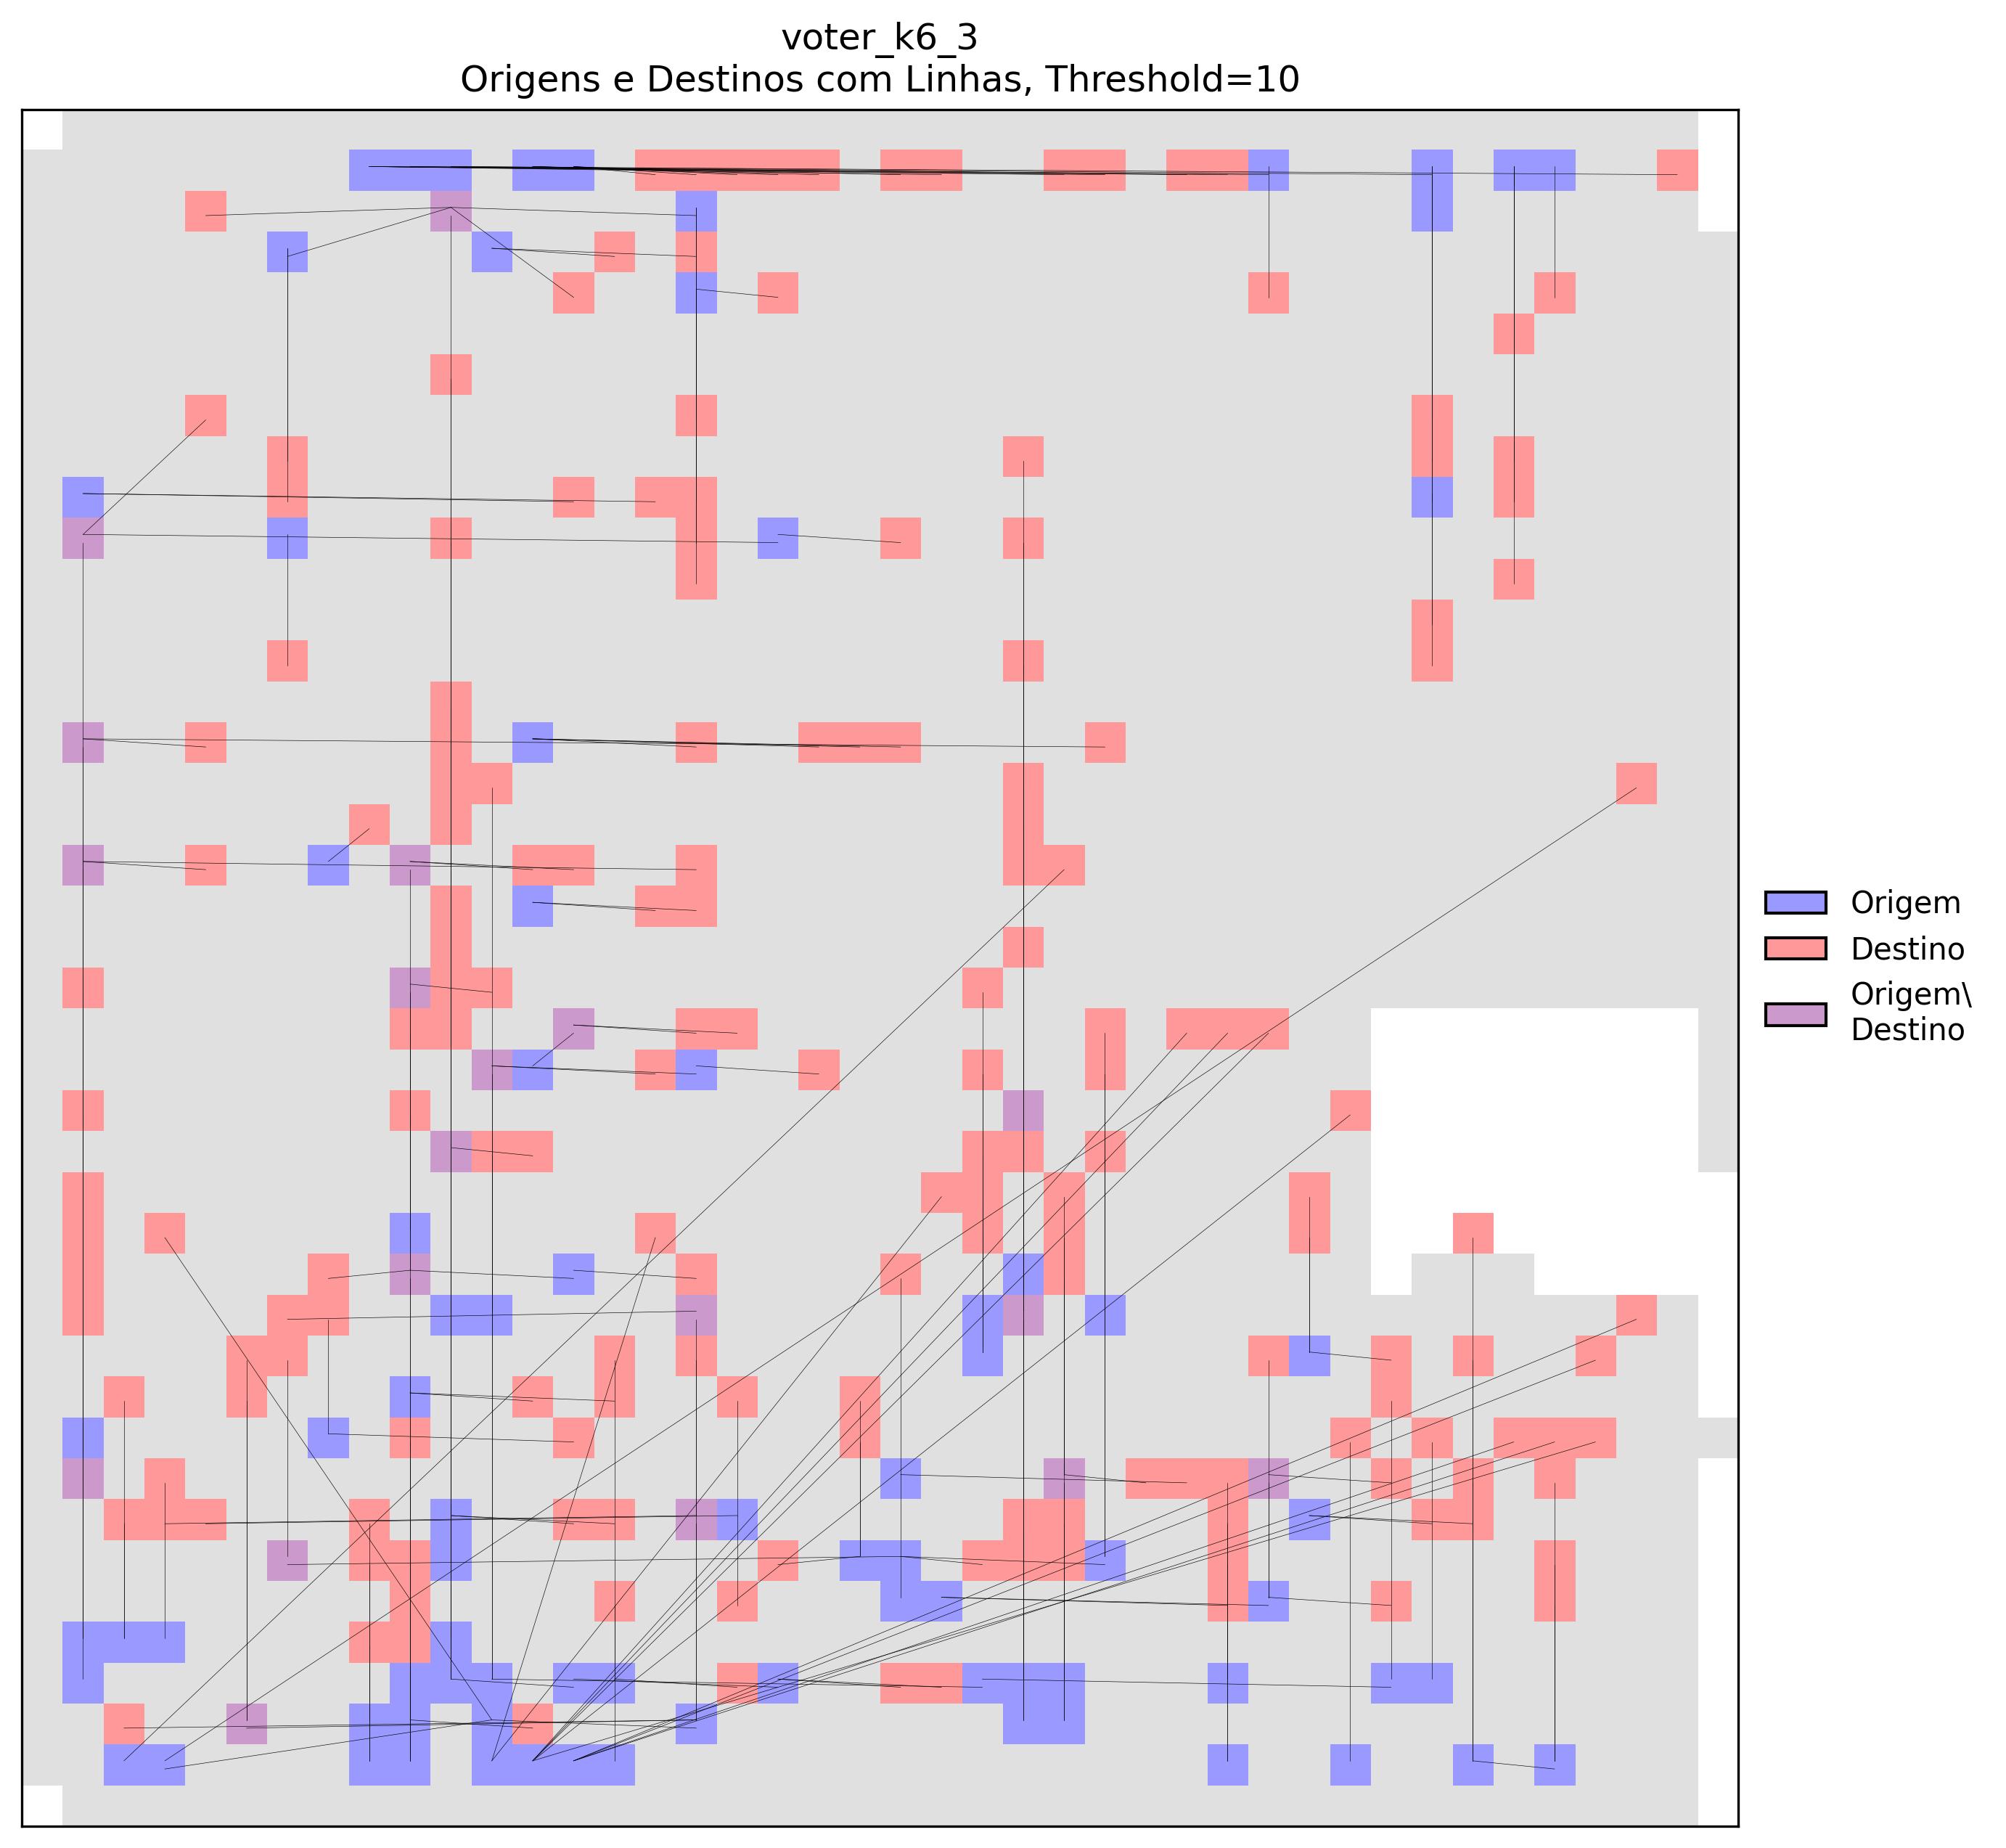 voter_k6_3
Origens e Destinos com Linhas, Threshold=10
Origem
Destino
Origem\
Destino